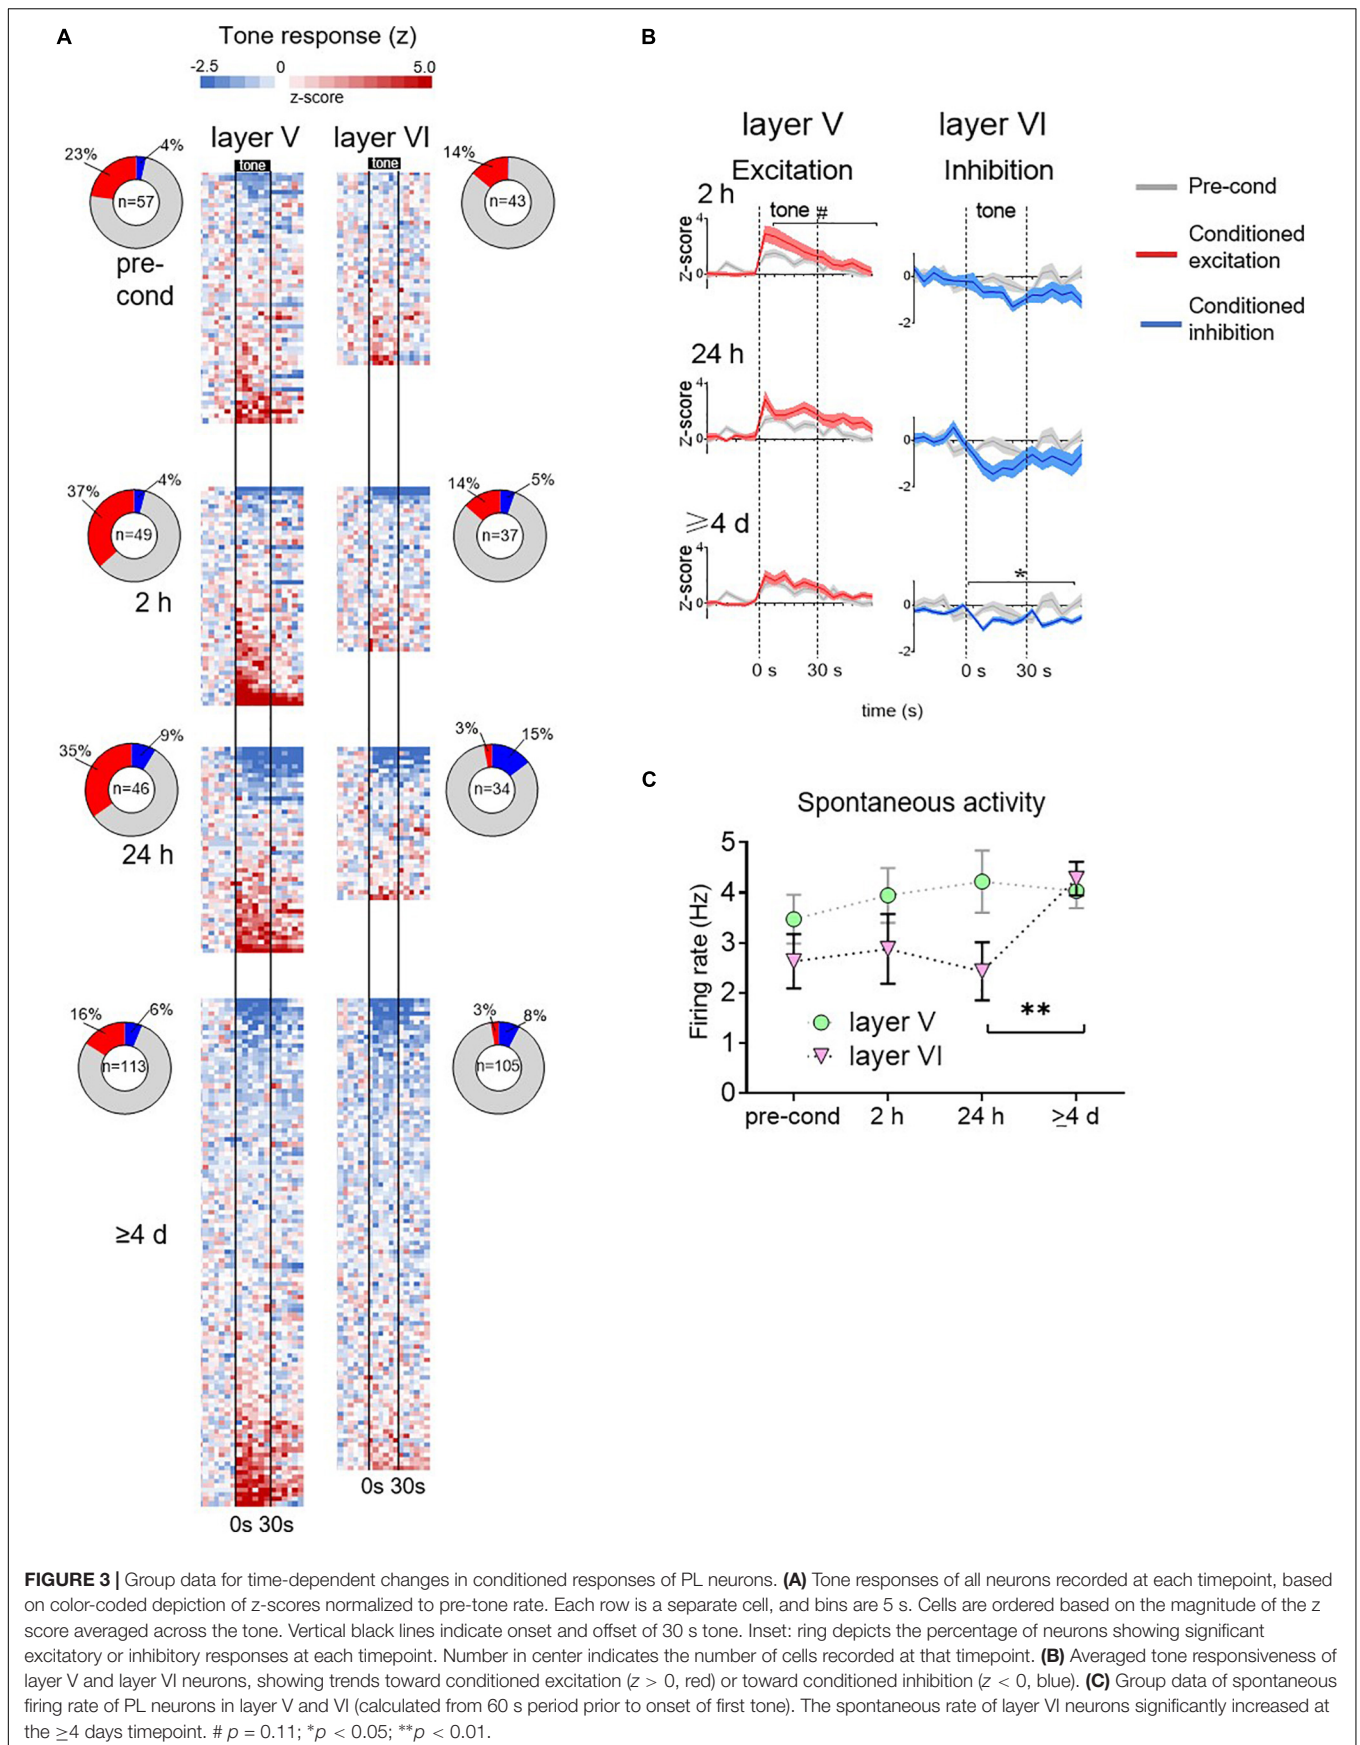 A
Tone response (z)
-2.5 0 5.0
z-score
layer V layer VI
tone tone
23% 4% 14%
n=57 n=43
pre-
cond
37% 4% 14% 5%
n=49 n=37
2 h
35% 9% 3% 15%
n=46 n=34
24 h
16% 6% 3% 8%
n=113 n=105
≥4 d
0s 30s
0s 30s
B
layer V layer VI
Excitation Inhibition
2 h
tone # tone
z-score
4
0
0
-2
24 h
z-score
4
0
0
-2
≥4 d
z-score
4
0
*
0
-2
0 s 30 s 0 s 30 s
time (s)
Pre-cond
Conditioned
excitation
Conditioned
inhibition
C
Spontaneous activity
Firing rate (Hz)
5
4
3
2
1
0
**
layer V
layer VI
pre-cond 2 h 24 h ≥4 d
FIGURE 3 | Group data for time-dependent changes in conditioned responses of PL neurons. (A) Tone responses of all neurons recorded at each timepoint, based
on color-coded depiction of z-scores normalized to pre-tone rate. Each row is a separate cell, and bins are 5 s. Cells are ordered based on the magnitude of the z
score averaged across the tone. Vertical black lines indicate onset and offset of 30 s tone. Inset: ring depicts the percentage of neurons showing significant
excitatory or inhibitory responses at each timepoint. Number in center indicates the number of cells recorded at that timepoint. (B) Averaged tone responsiveness of
layer V and layer VI neurons, showing trends toward conditioned excitation (z > 0, red) or toward conditioned inhibition (z < 0, blue). (C) Group data of spontaneous
firing rate of PL neurons in layer V and VI (calculated from 60 s period prior to onset of first tone). The spontaneous rate of layer VI neurons significantly increased at
the ≥4 days timepoint. # p = 0.11; *p < 0.05; **p < 0.01.